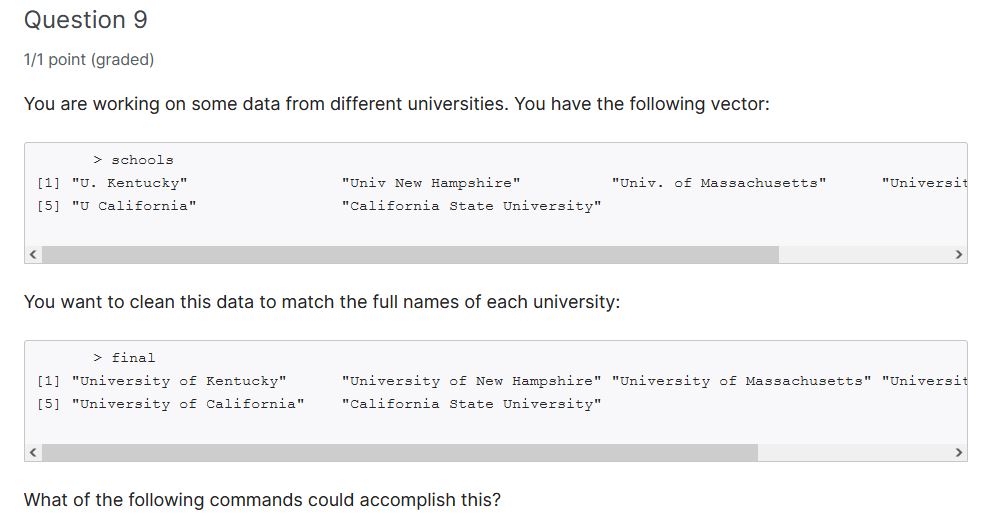 Question 9
1/1 point (graded)
You are working on some data from different universities. You have the following vector:
> schools
[1] "U. Kentucky" "Univ New Hampshire" "Univ. of Massachusetts" "Universit
[5] "U California" "California State University"
You want to clean this data to match the full names of each university:
> final
[1] "University of Kentucky" "University of New Hampshire" "University of Massachusetts" "Universit
[5] "University of California" "California State University"
What of the following commands could accomplish this?